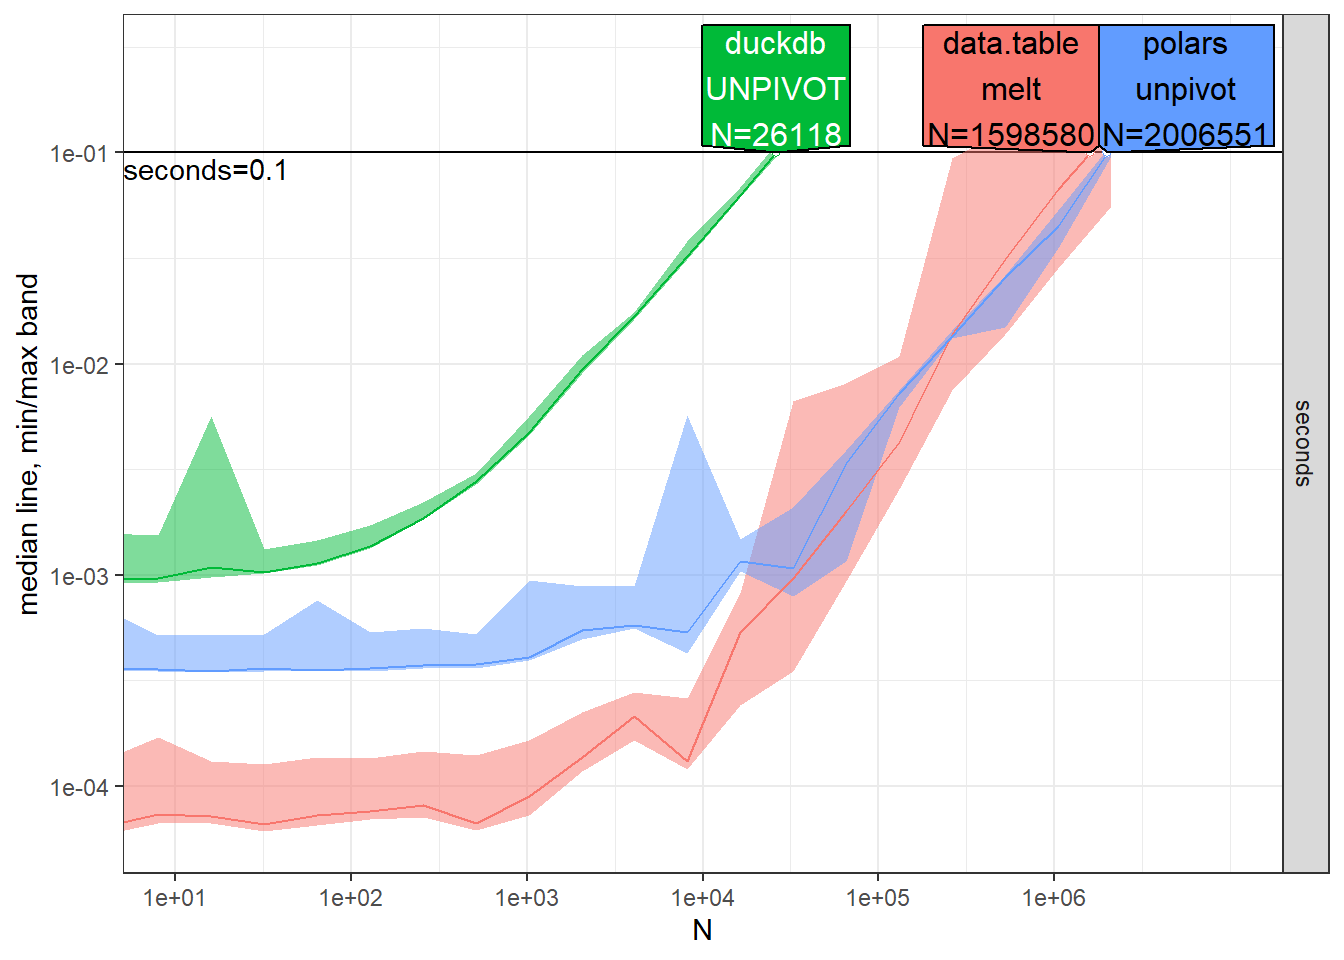 duckdb
UNPIVOT
N=26118
data.table
melt
N=1598580
polars
unpivot
N=2006551
seconds=0.1
1e-01
1e-02
1e-03
1e-04
median line, min/max band
seconds
1e+01
1e+02
1e+03
1e+04
1e+05
1e+06
N